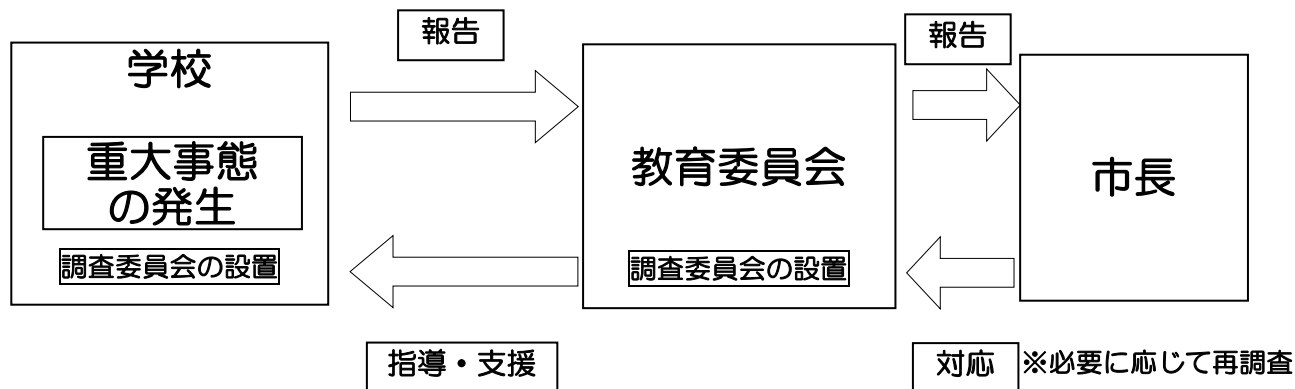 報告
報告
学校
重大事態
の発生
調査委員会の設置
教育委員会
調査委員会の設置
市長
指導・支援
対応
※必要に応じて再調査